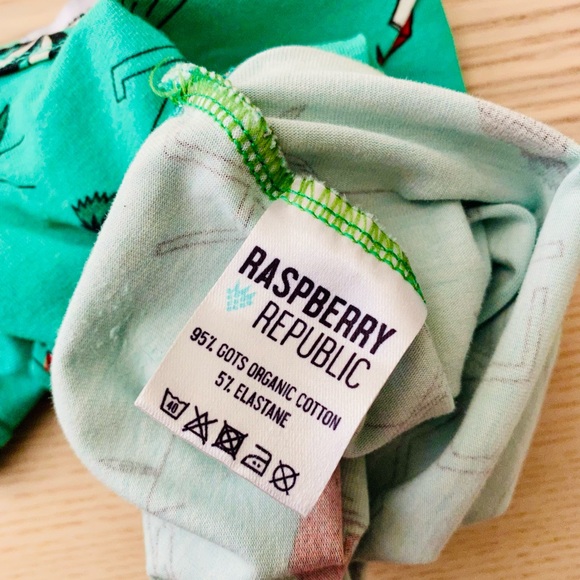 RASPBERRY
REPUBLIC
95% GOTS ORGANIC COTTON
5% ELASTANE
40